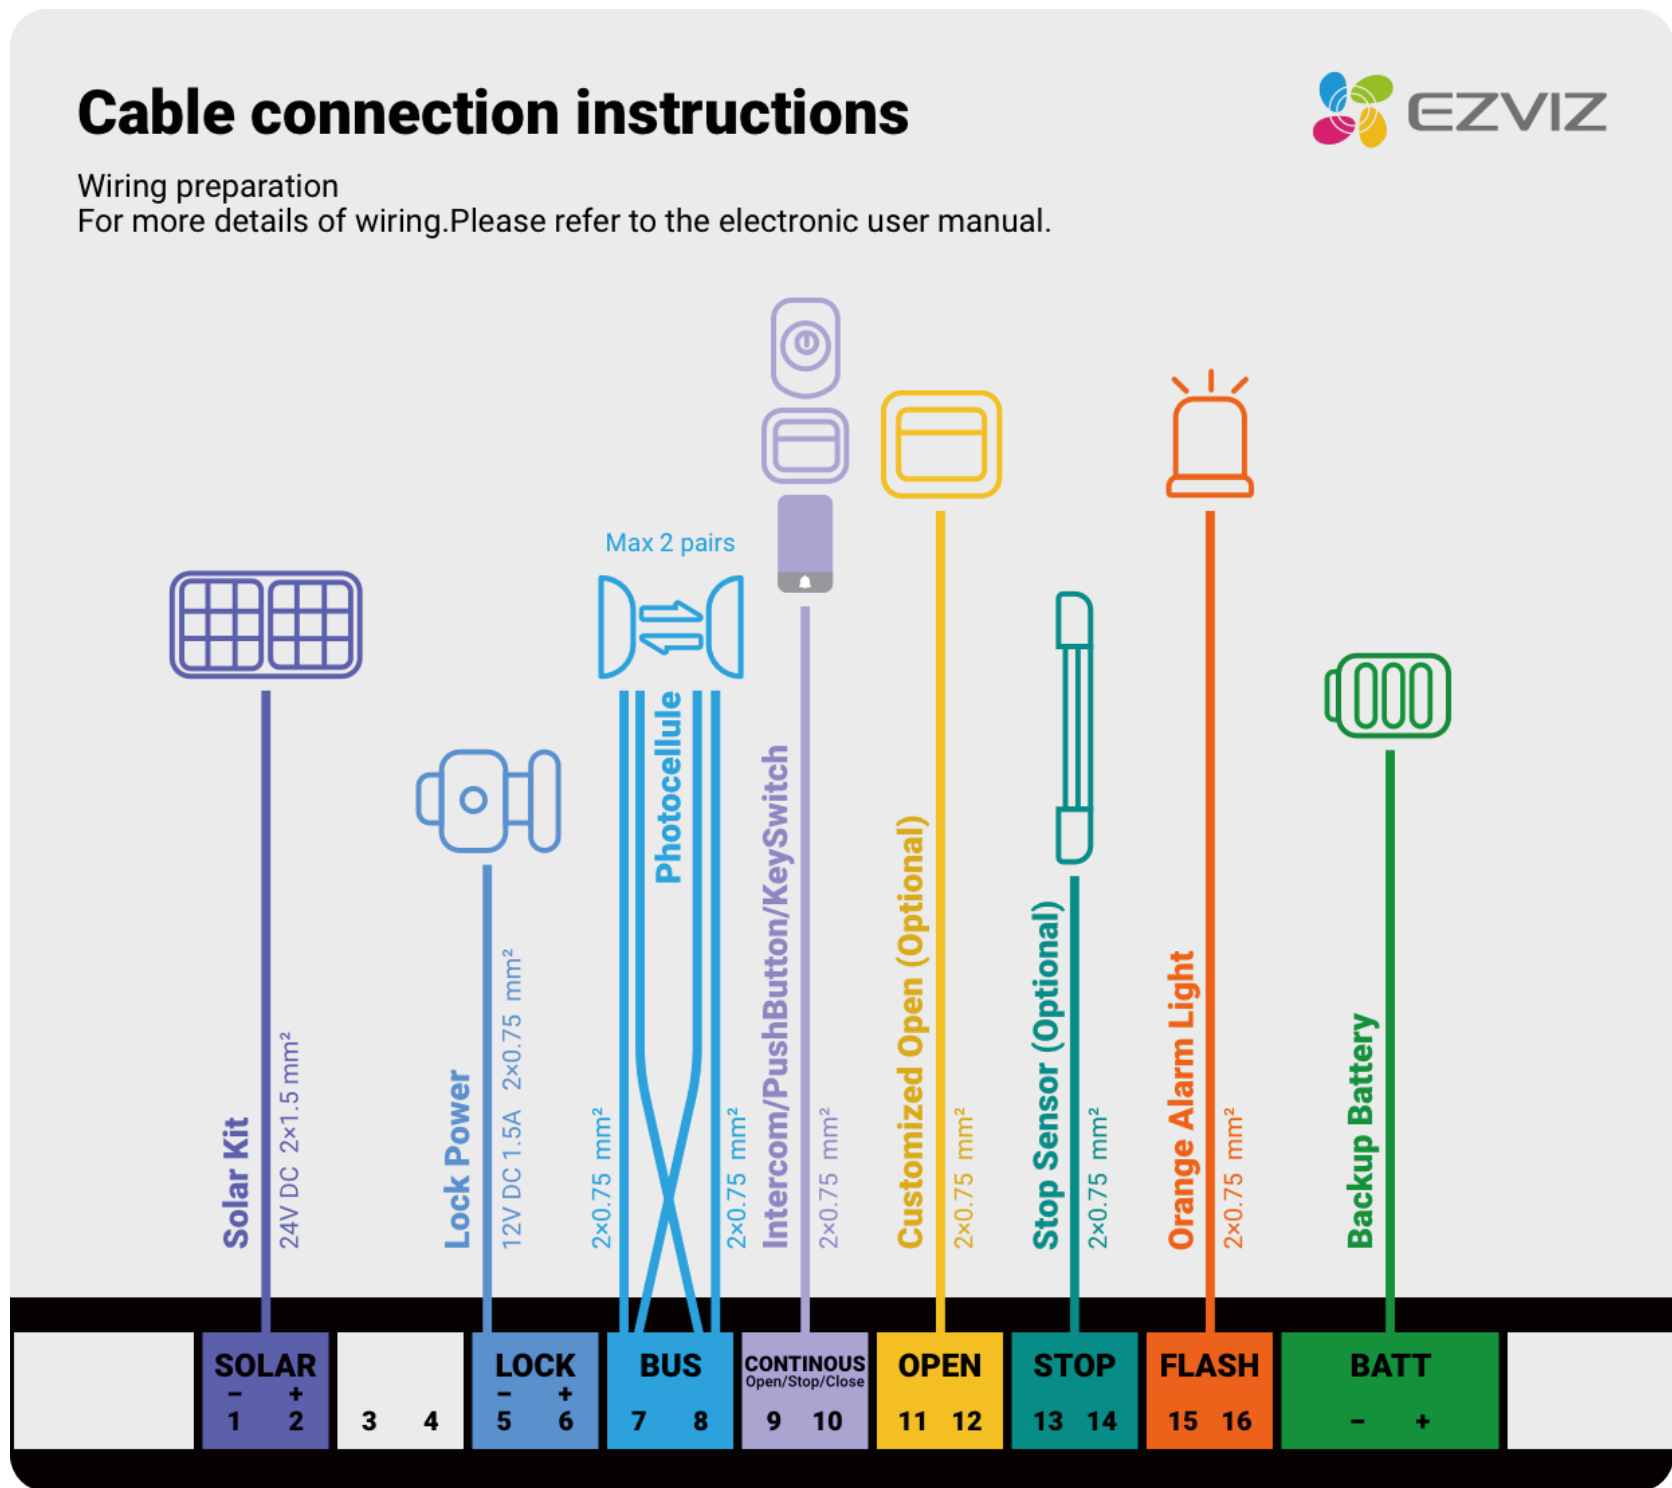 Cable connection instructions
EZVIZ
Wiring preparation
For more details of wiring.Please refer to the electronic user manual.
Max 2 pairs
Solar Kit
24V DC 2×1.5 mm²
Lock Power
12V DC 1.5A 2×0.75 mm²
2×0.75 mm²
Photocellule
2×0.75 mm²
Intercom/PushButton/KeySwitch
2×0.75 mm²
Customized Open (Optional)
2×0.75 mm²
Stop Sensor (Optional)
2×0.75 mm²
Orange Alarm Light
2×0.75 mm²
Backup Battery
SOLAR
− +
1 2
3 4
LOCK
− +
5 6
BUS
7 8
CONTINOUS
Open/Stop/Close
9 10
OPEN
11 12
STOP
13 14
FLASH
15 16
BATT
− +